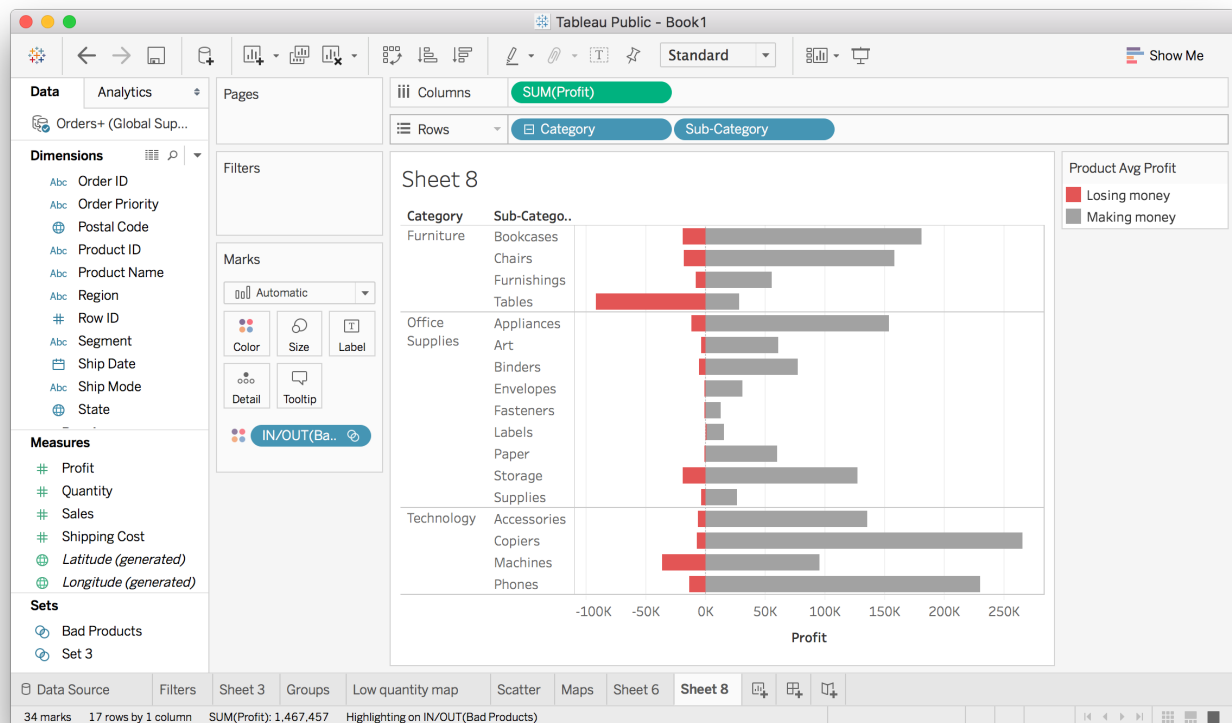 Tableau Public - Book1
Standard
Show Me
Data
Analytics
Orders+ (Global Sup...
Dimensions
Abc Order ID
Abc Order Priority
Postal Code
Abc Product ID
Abc Product Name
Abc Region
# Row ID
Abc Segment
Ship Date
Abc Ship Mode
State
Measures
# Profit
# Quantity
# Sales
# Shipping Cost
Latitude (generated)
Longitude (generated)
Sets
Bad Products
Set 3
Pages
Filters
Marks
Automatic
Color
Size
T
Label
Detail
Tooltip
IN/OUT(Ba..
Columns
SUM(Profit)
Rows
Category
Sub-Category
Sheet 8
Category Sub-Catego..
Furniture Bookcases
Chairs
Furnishings
Tables
Office Supplies Appliances
Art
Binders
Envelopes
Fasteners
Labels
Paper
Storage
Supplies
Technology Accessories
Copiers
Machines
Phones
-100K -50K 0K 50K 100K 150K 200K 250K
Profit
Product Avg Profit
Losing money
Making money
Data Source
Filters
Sheet 3
Groups
Low quantity map
Scatter
Maps
Sheet 6
Sheet 8
34 marks 17 rows by 1 column SUM(Profit): 1,467,457 Highlighting on IN/OUT(Bad Products)